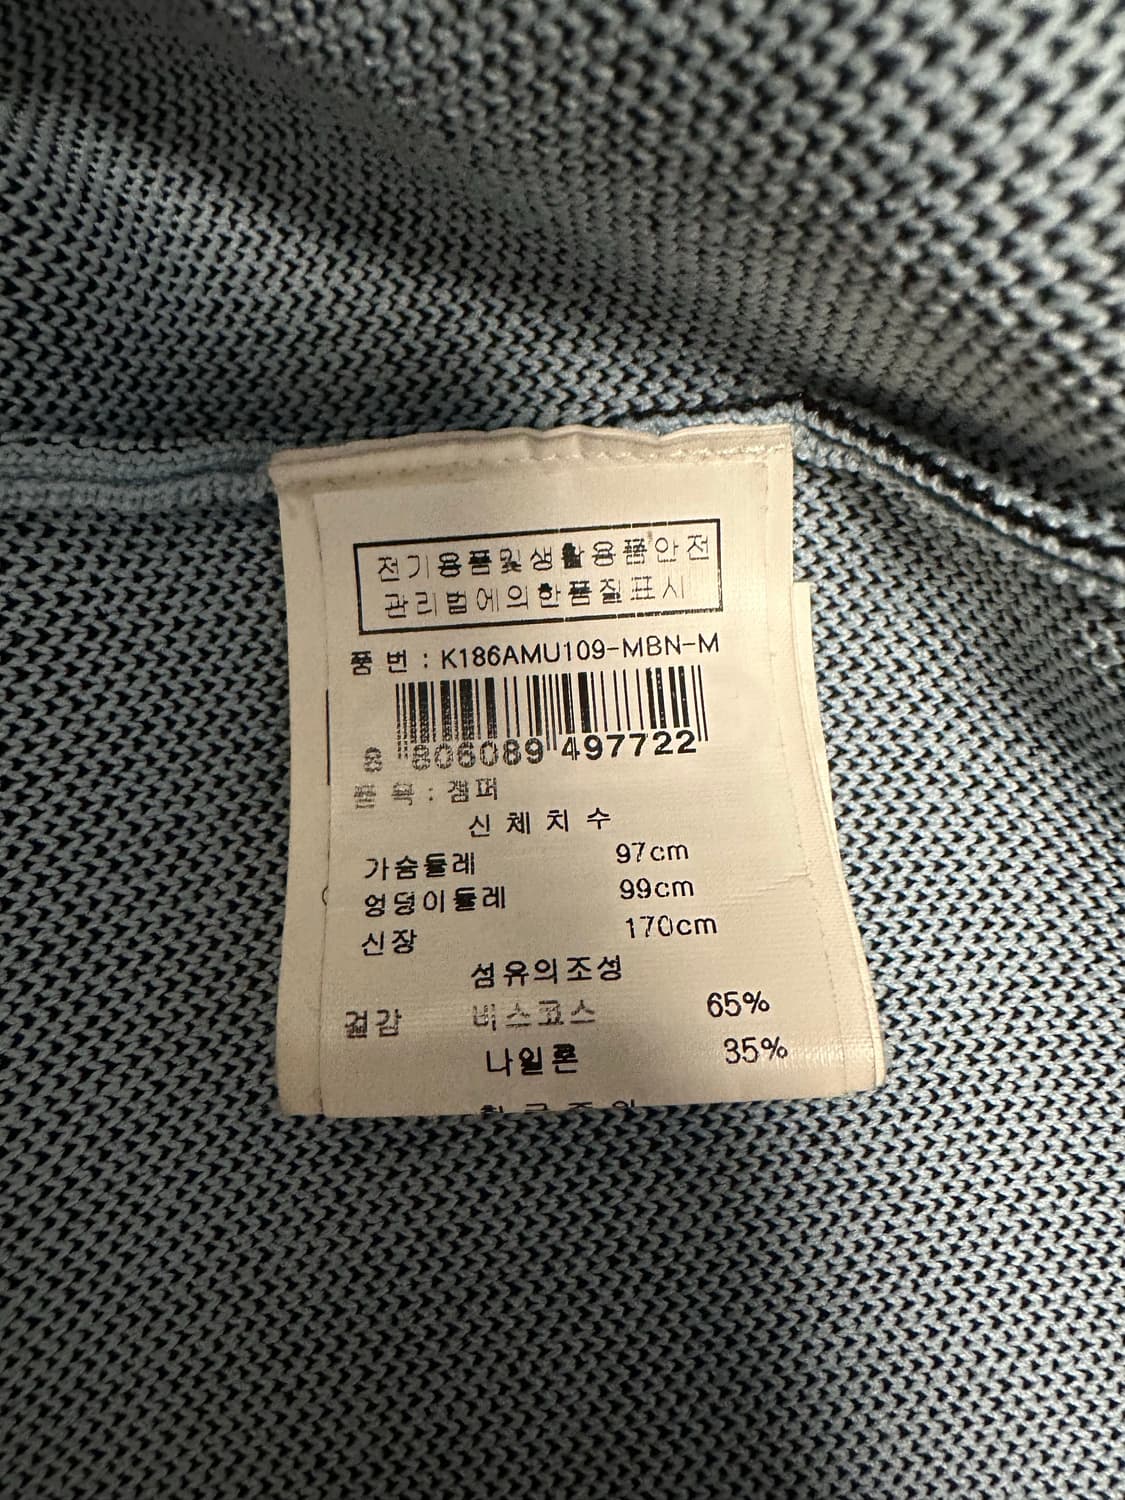 전기용품및생활용품안전
관리법에의한품질표시
품 번 : K186AMU109-MBN-M
8 806089 497722
품 목 : 점퍼
신 체 치 수
가슴둘레 97cm
엉덩이둘레 99cm
신장 170cm
섬유의조성
겉감 비스코스 65%
나일론 35%